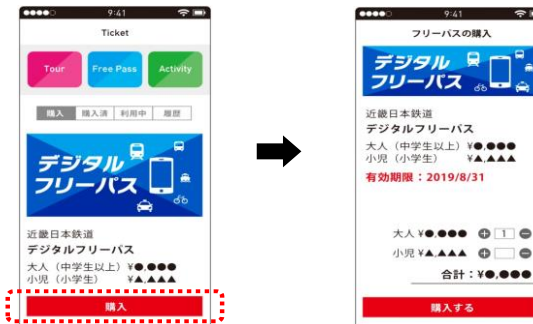 9:41
Ticket
Tour
Free Pass
Activity
購入
購入済
利用中
履歴
デジタル
フリーパス
近畿日本鉄道
デジタルフリーパス
大人（中学生以上）¥●,●●●
小児（小学生） ¥▲,▲▲▲
購入
9:41
フリーパスの購入
デジタル
フリーパス
近畿日本鉄道
デジタルフリーパス
大人（中学生以上）¥●,●●●
小児（小学生） ¥▲,▲▲▲
有効期限：2019/8/31
大人 ¥●,●●● 1
小児 ¥▲,▲▲▲
合計：¥●,●●●
購入する